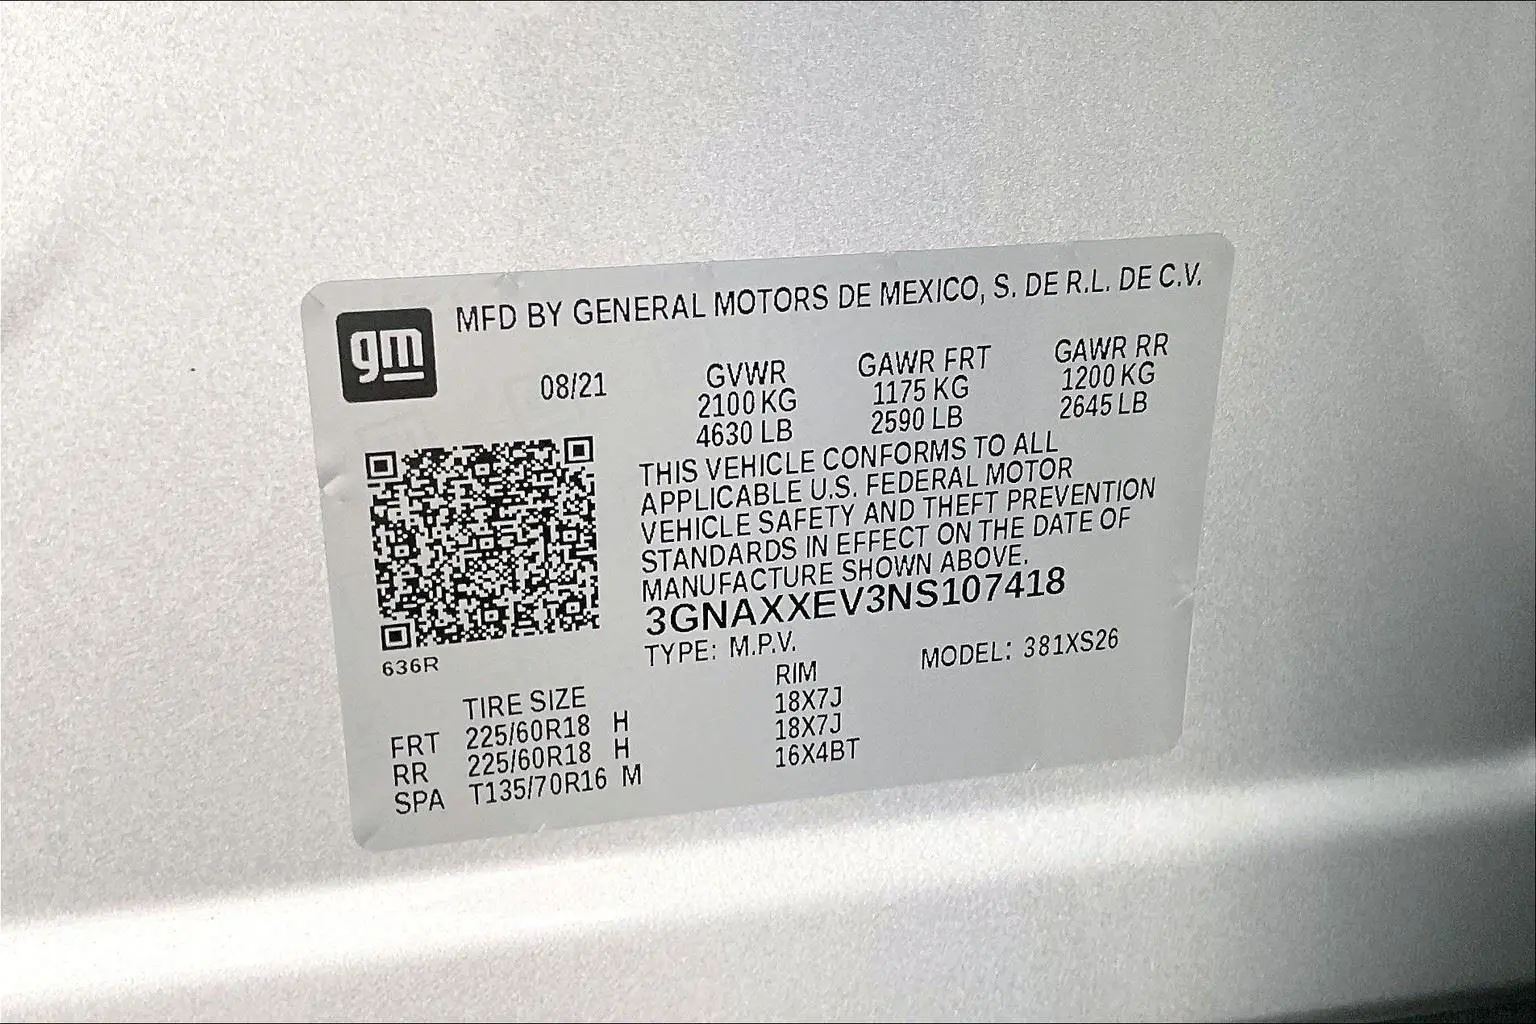 gm MFD BY GENERAL MOTORS DE MEXICO, S. DE R.L. DE C.V.
08/21 GVWR GAWR FRT GAWR RR
2100 KG 1175 KG 1200 KG
4630 LB 2590 LB 2645 LB
THIS VEHICLE CONFORMS TO ALL
APPLICABLE U.S. FEDERAL MOTOR
VEHICLE SAFETY AND THEFT PREVENTION
STANDARDS IN EFFECT ON THE DATE OF
MANUFACTURE SHOWN ABOVE.
3GNAXXEV3NS107418
636R
TYPE: M.P.V. MODEL: 381XS26
TIRE SIZE RIM
FRT 225/60R18 H 18X7J
RR 225/60R18 H 18X7J
SPA T135/70R16 M 16X4BT